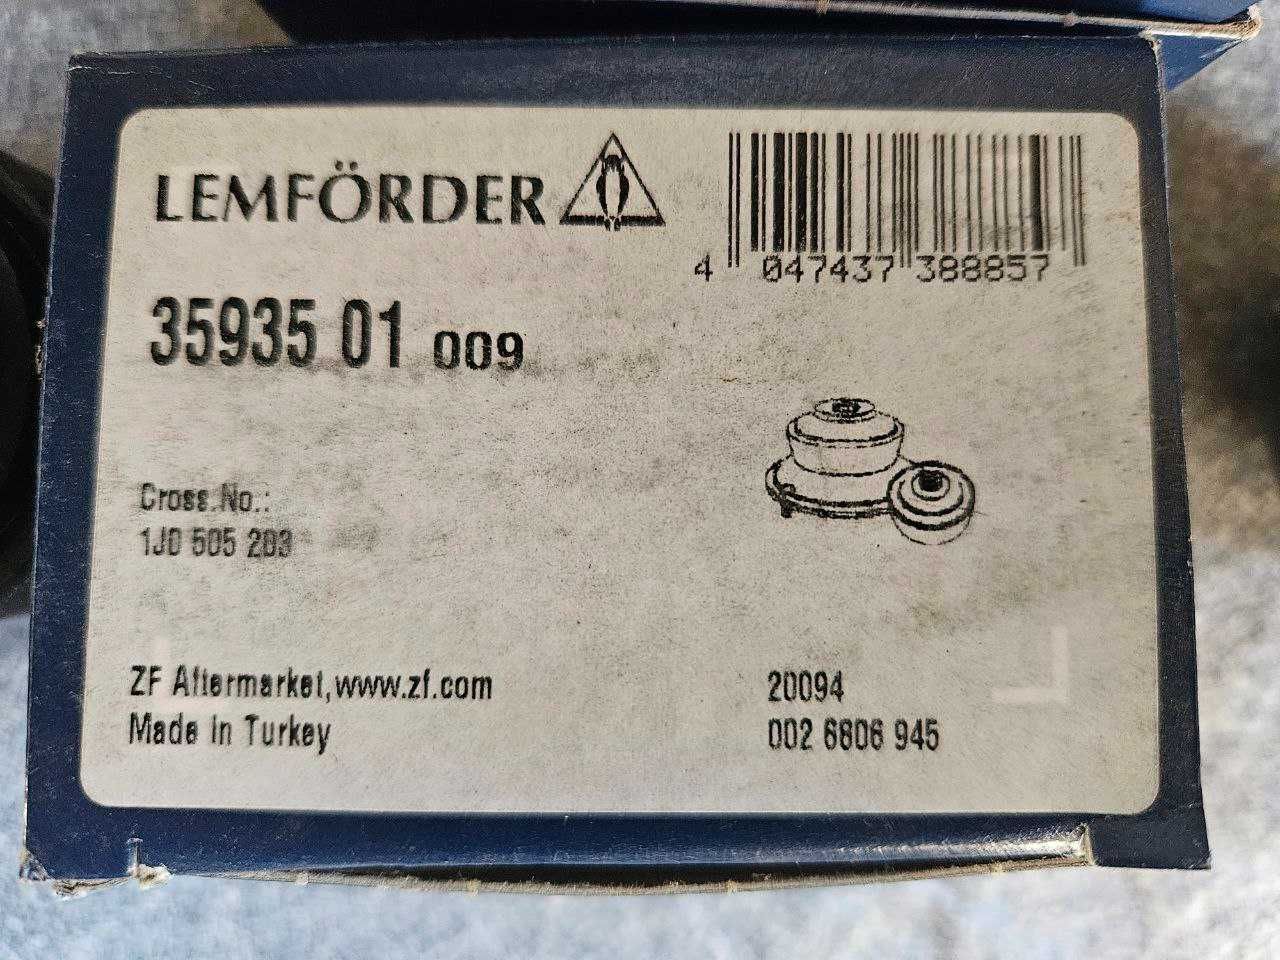 LEMFÖRDER
4 047437 388857
35935 01 009
Cross.No.:
1J0 505 203
ZF Aftermarket,www.zf.com
Made in Turkey
20094
002 6806 945